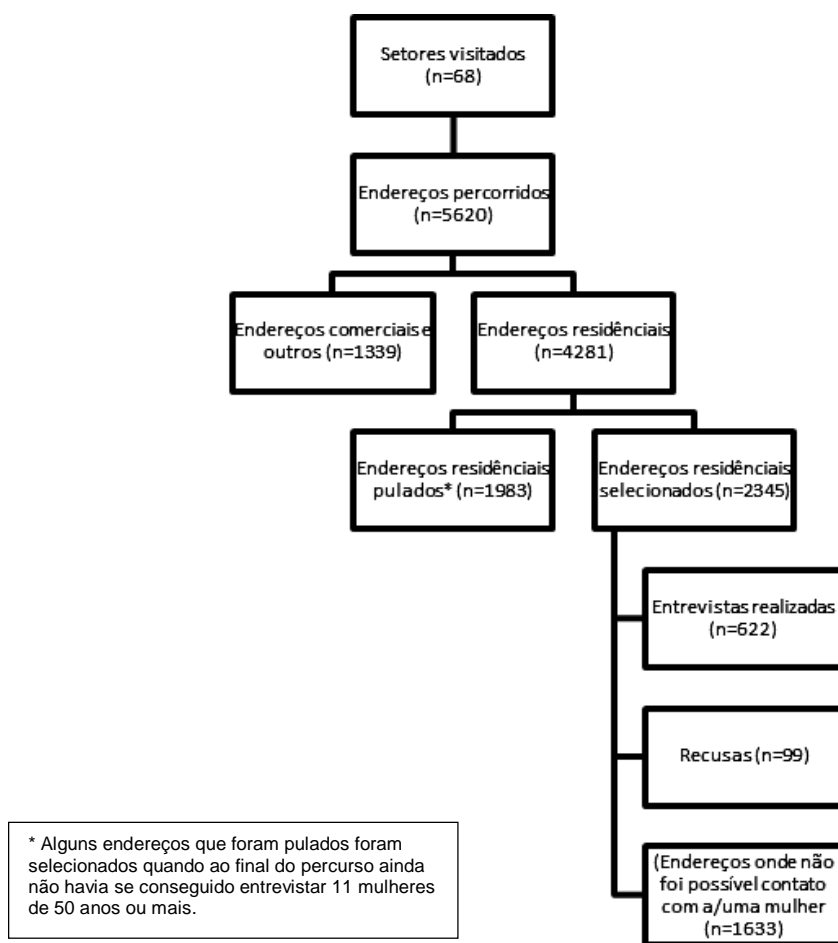 Setores visitados
(n=68)
Endereços percorridos
(n=5620)
Endereços comerciais e
outros (n=1339)
Endereços residênciais
(n=4281)
Endereços residênciais
pulados* (n=1983)
Endereços residênciais
selecionados (n=2345)
Entrevistas realizadas
(n=622)
Recusas (n=99)
(Endereços onde não
foi possível contato
com a/uma mulher
(n=1633)
* Alguns endereços que foram pulados foram
selecionados quando ao final do percurso ainda
não havia se conseguido entrevistar 11 mulheres
de 50 anos ou mais.